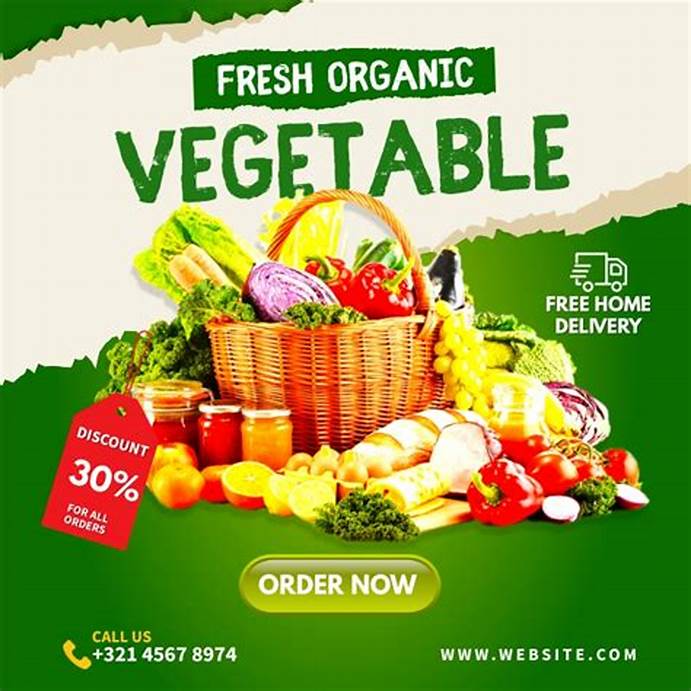 FRESH ORGANIC
VEGETABLE
FREE HOME
DELIVERY
DISCOUNT
30%
FOR ALL
ORDERS
ORDER NOW
CALL US
+321 4567 8974
WWW.WEBSITE.COM